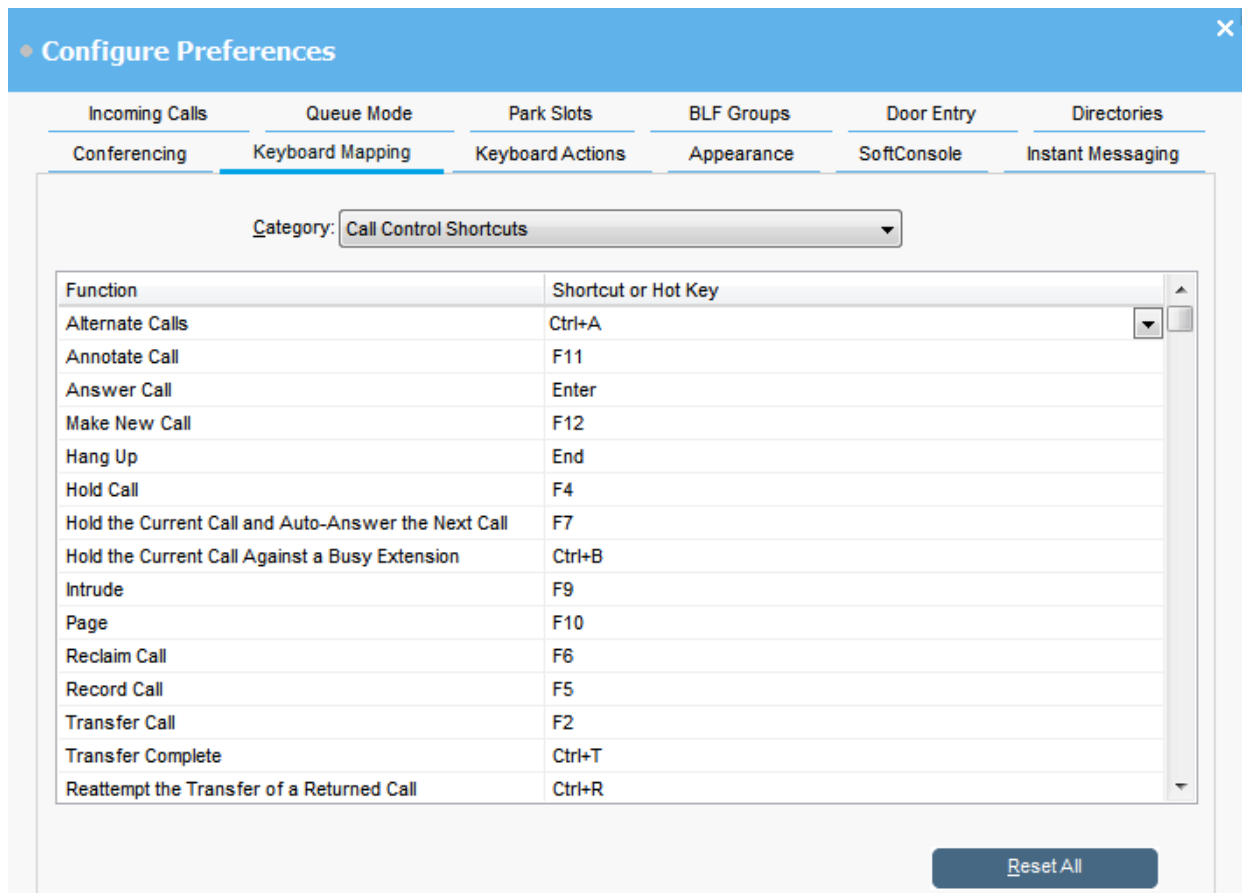 Configure Preferences
Incoming Calls Queue Mode Park Slots BLF Groups Door Entry Directories
Conferencing Keyboard Mapping Keyboard Actions Appearance SoftConsole Instant Messaging
Category: Call Control Shortcuts
Function Shortcut or Hot Key
Alternate Calls Ctrl+A
Annotate Call F11
Answer Call Enter
Make New Call F12
Hang Up End
Hold Call F4
Hold the Current Call and Auto-Answer the Next Call F7
Hold the Current Call Against a Busy Extension Ctrl+B
Intrude F9
Page F10
Reclaim Call F6
Record Call F5
Transfer Call F2
Transfer Complete Ctrl+T
Reattempt the Transfer of a Returned Call Ctrl+R
Reset All